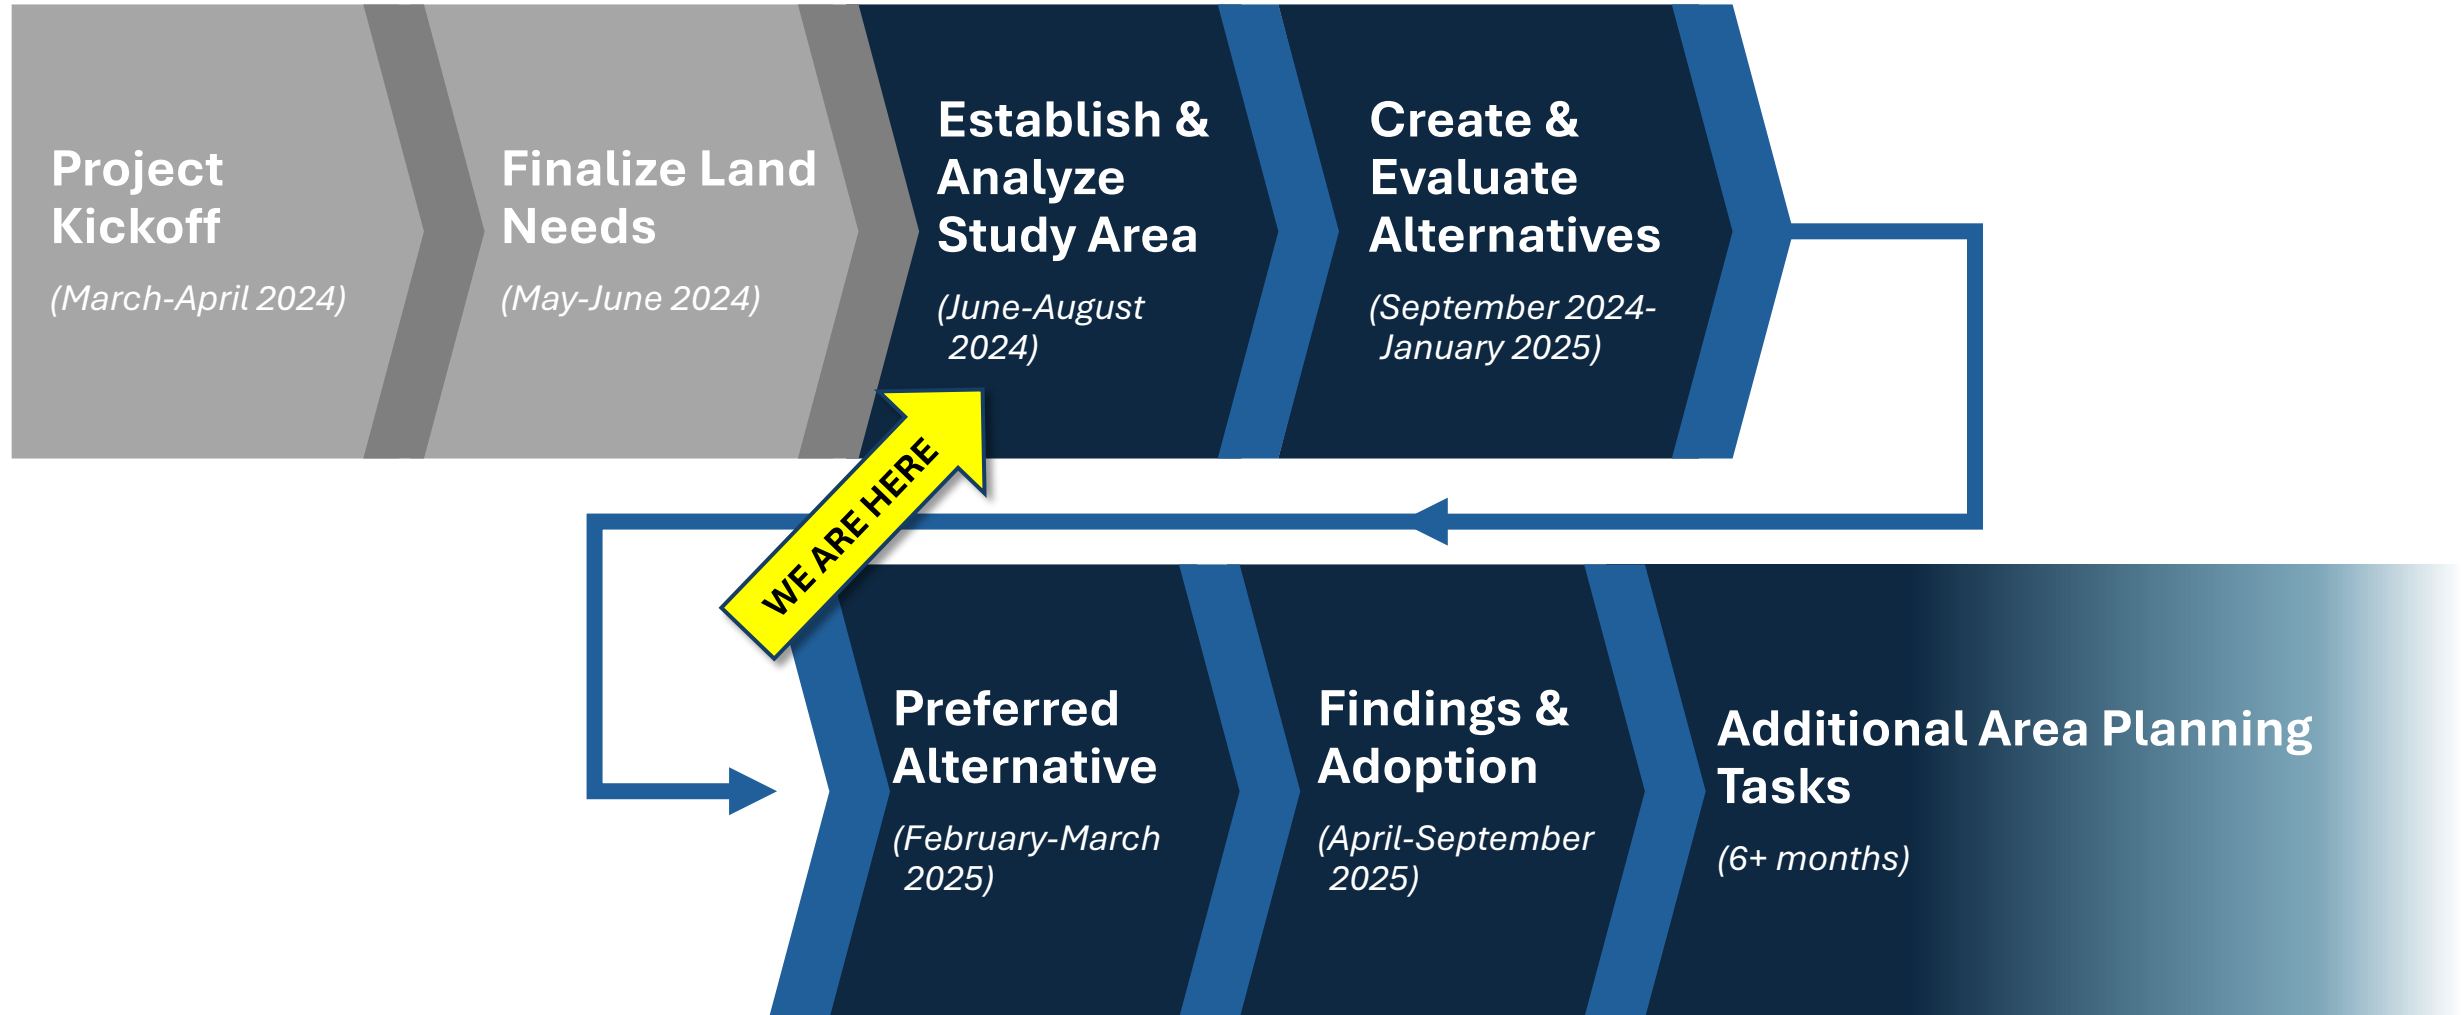 Project
Kickoff
(March-April 2024)
Finalize Land
Needs
(May-June 2024)
Establish &
Analyze
Study Area
(June-August
2024)
Create &
Evaluate
Alternatives
(September 2024-
January 2025)
WE ARE HERE
Preferred
Alternative
(February-March
2025)
Findings &
Adoption
(April-September
2025)
Additional Area Planning
Tasks
(6+ months)